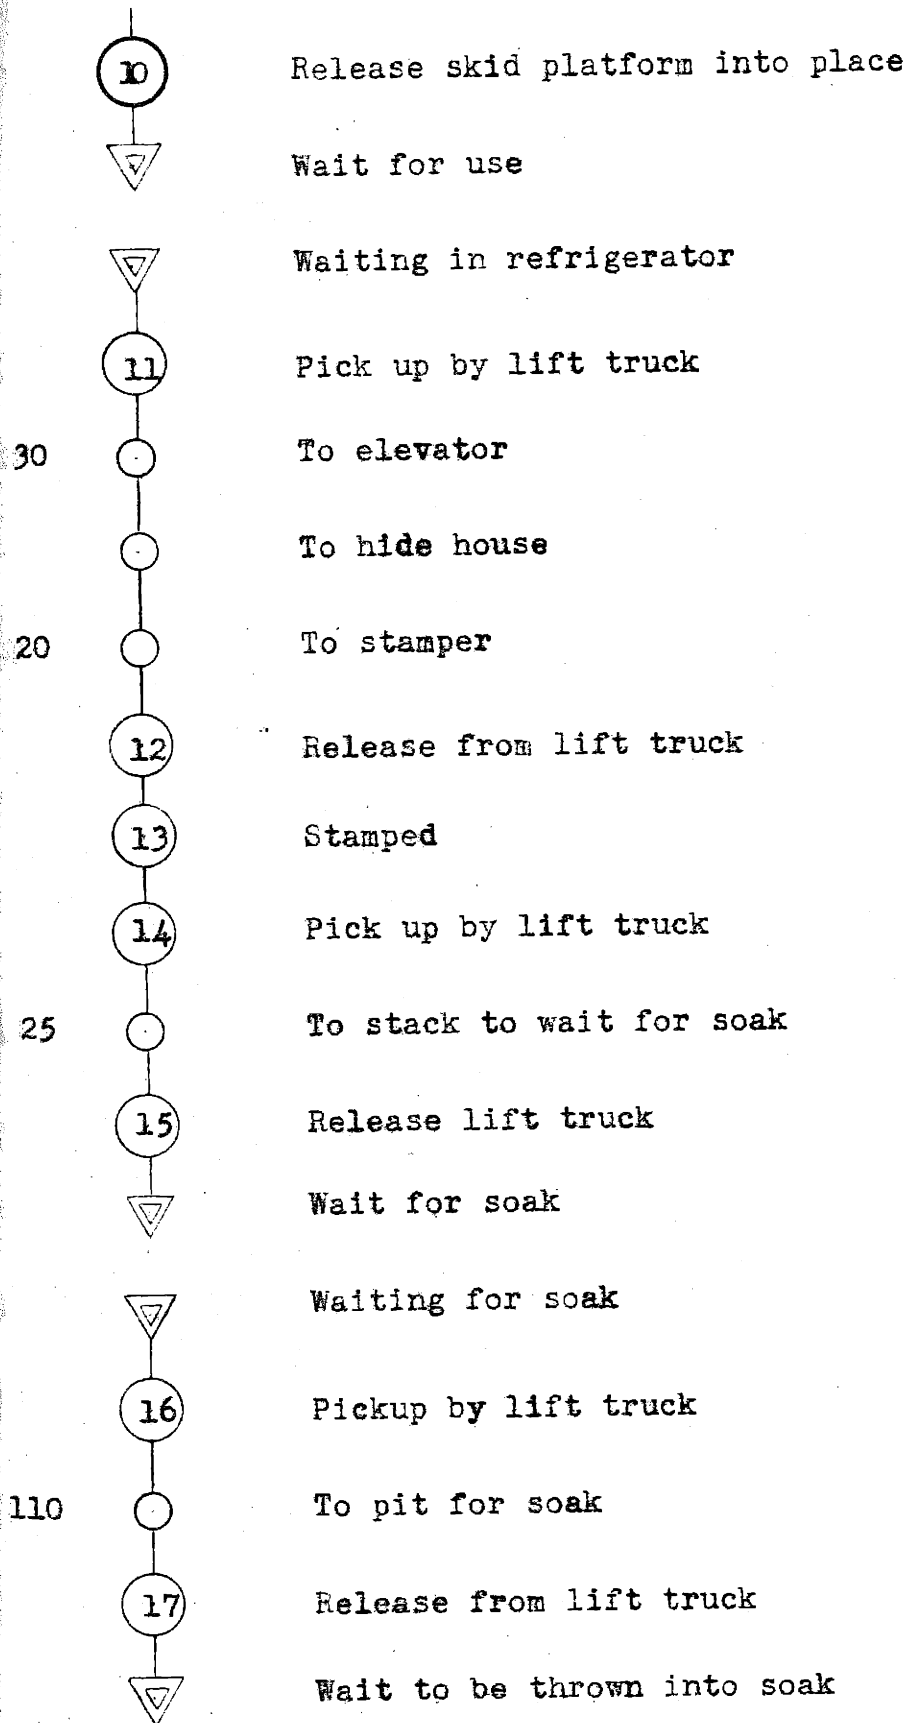 10 Release skid platform into place
Wait for use
Waiting in refrigerator
11 Pick up by lift truck
30 To elevator
To hide house
20 To stamper
12 Release from lift truck
13 Stamped
14 Pick up by lift truck
25 To stack to wait for soak
15 Release lift truck
Wait for soak
Waiting for soak
16 Pickup by lift truck
110 To pit for soak
17 Release from lift truck
Wait to be thrown into soak